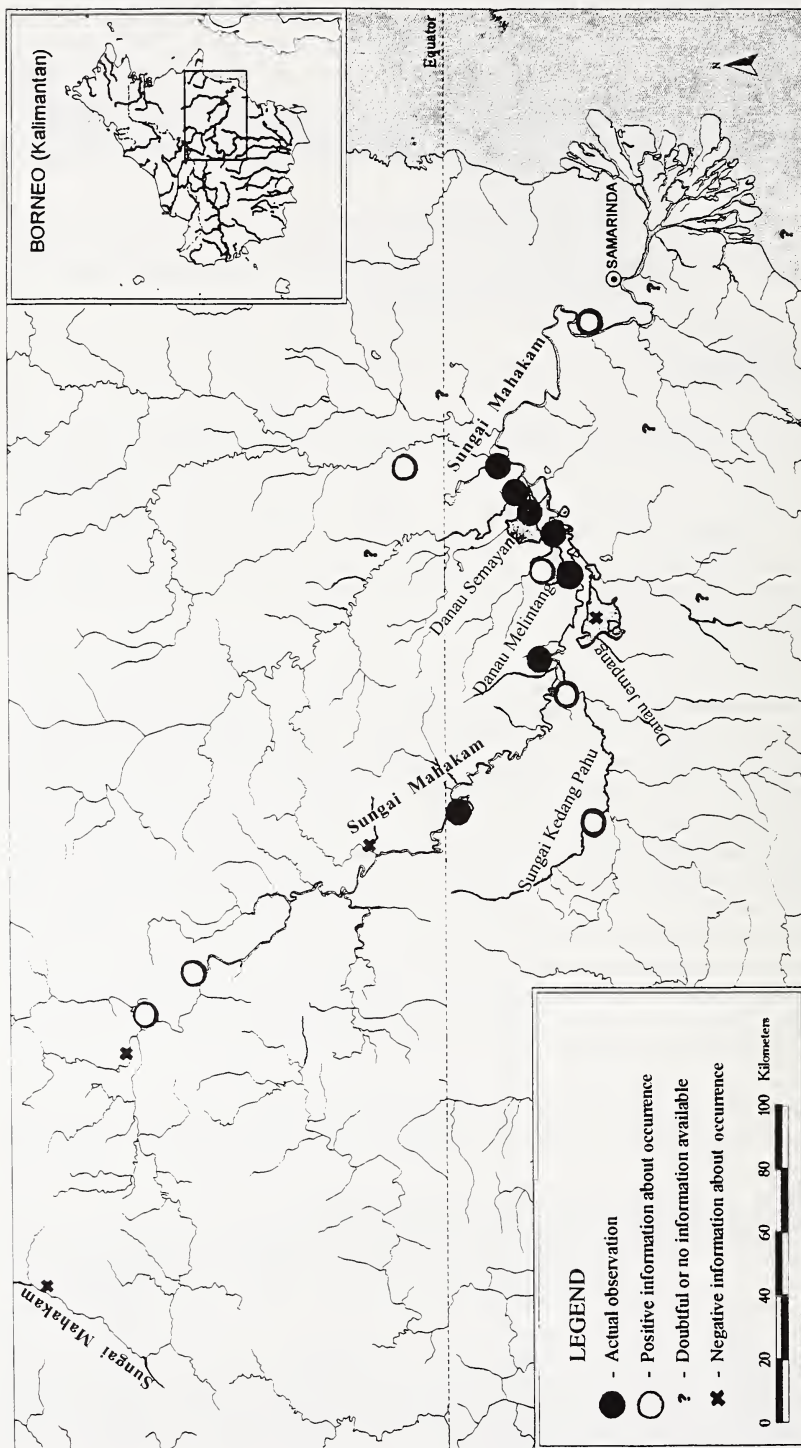 BORNEO (Kalimantan)
Equator
N
SAMARINDA
?
?
?
?
?
?
Sungai Mahakam
Danau Semayang
Danau Melintang
Danau Jempang
Sungai Mahakam
Sungai Kedang Pahu
Sungai Mahakam
LEGEND
- Actual observation
- Positive information about occurrence
? - Doubtful or no information available
✖ - Negative information about occurrence
0 20 40 60 80 100 Kilometers